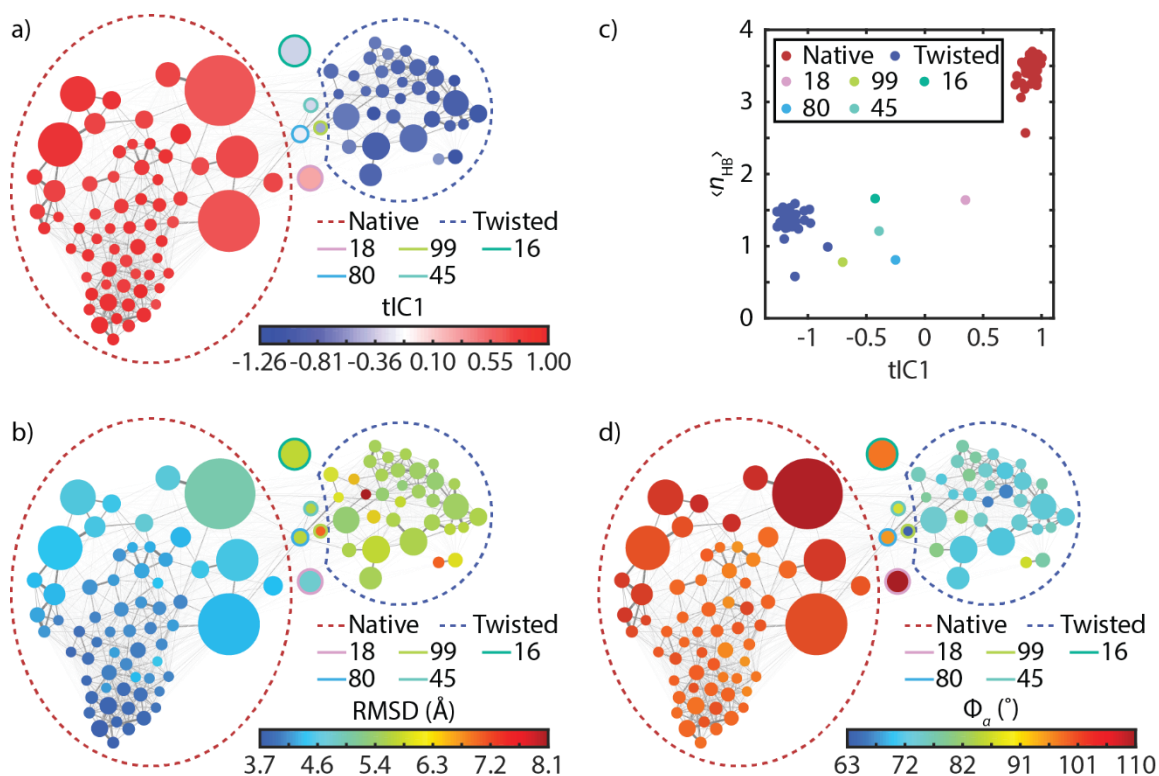 a)
Native Twisted
18 99 16
80 45
tIC1
-1.26 -0.81 -0.36 0.10 0.55 1.00
c)
4
3
2
1
0
⟨nHB⟩
Native Twisted
18 99 16
80 45
-1 -0.5 0 0.5 1
tIC1
b)
Native Twisted
18 99 16
80 45
RMSD (Å)
3.7 4.6 5.4 6.3 7.2 8.1
d)
Native Twisted
18 99 16
80 45
Φα (°)
63 72 82 91 101 110